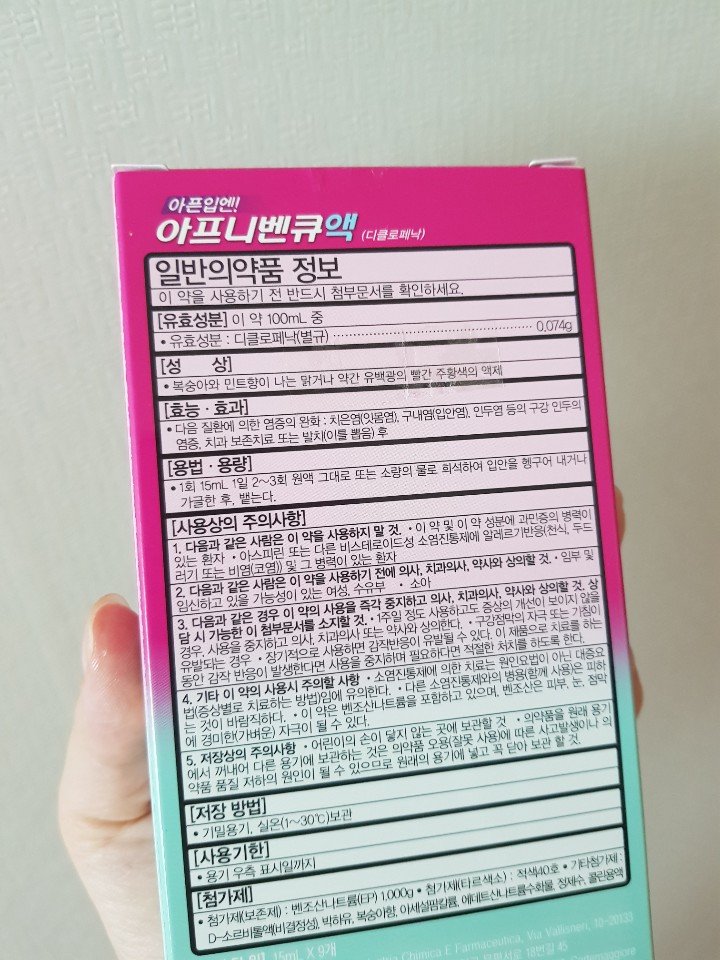 아픈입엔!
아프니벤큐액 (디클로페낙)
일반의약품 정보
이 약을 사용하기 전 반드시 첨부문서를 확인하세요.
[유효성분] 이 약 100mL 중
• 유효성분 : 디클로페낙(별규) 0.074g
[성 상]
• 복숭아와 민트향이 나는 맑거나 약간 유백광의 빨간 주황색의 액제
[효능·효과]
• 다음 질환에 의한 염증의 완화 : 치은염(잇몸염), 구내염(입안염), 인두염 등의 구강 인두의
염증, 치과 보존치료 또는 발치(이를 뽑음) 후
[용법·용량]
• 1회 15mL 1일 2~3회 원액 그대로 또는 소량의 물로 희석하여 입안을 헹구어 내거나
가글한 후, 뱉는다.
[사용상의 주의사항]
1. 다음과 같은 사람은 이 약을 사용하지 말 것. • 이 약 및 이 약 성분에 과민증의 병력이
있는 환자 • 아스피린 또는 다른 비스테로이드성 소염진통제에 알레르기반응(천식, 두드
러기 또는 비염(코염)) 및 그 병력이 있는 환자
2. 다음과 같은 사람은 이 약을 사용하기 전에 의사, 치과의사, 약사와 상의할 것. • 임부 및
임신하고 있을 가능성이 있는 여성, 수유부 • 소아
3. 다음과 같은 경우 이 약의 사용을 즉각 중지하고 의사, 치과의사, 약사와 상의할 것. 상
담 시 가능한 이 첨부문서를 소지할 것. • 1주일 정도 사용하고도 증상의 개선이 보이지 않을
경우, 사용을 중지하고 의사, 치과의사 또는 약사와 상의한다. • 구강점막의 자극 또는 기침이
유발되는 경우 • 장기적으로 사용하면 감작반응이 유발될 수 있다. 이 제품으로 치료를 하는
동안 감작 반응이 발생한다면 사용을 중지하며 필요하다면 적절한 처치를 하도록 한다.
4. 기타 이 약의 사용시 주의할 사항 • 소염진통제에 의한 치료는 원인요법이 아닌 대증요
법(증상별로 치료하는 방법)임에 유의한다. • 다른 소염진통제와의 병용(함께 사용)은 피하
는 것이 바람직하다. • 이 약은 벤조산나트륨을 포함하고 있으며, 벤조산은 피부, 눈, 점막
에 경미한(가벼운) 자극이 될 수 있다.
5. 저장상의 주의사항 • 어린이의 손이 닿지 않는 곳에 보관할 것 • 의약품을 원래 용기
에서 꺼내어 다른 용기에 보관하는 것은 의약품 오용(잘못 사용)에 따른 사고발생이나 의
약품 품질 저하의 원인이 될 수 있으므로 원래의 용기에 넣고 꼭 닫아 보관 할 것.
[저장 방법]
• 기밀용기, 실온(1~30℃)보관
[사용기한]
• 용기 우측 표시일까지
[첨가제]
• 첨가제(보존제) : 벤조산나트륨(EP) 1.000g • 첨가제(타르색소) : 적색40호 • 기타첨가제 :
D-소르비톨액(비결정성), 박하유, 복숭아향, 아세설팜칼륨, 에데트산나트륨수화물, 정제수, 콜린용액
15mL X 9개
Chimica E Farmaceutica, Via Vallisneri, 10-20133
18번길 45